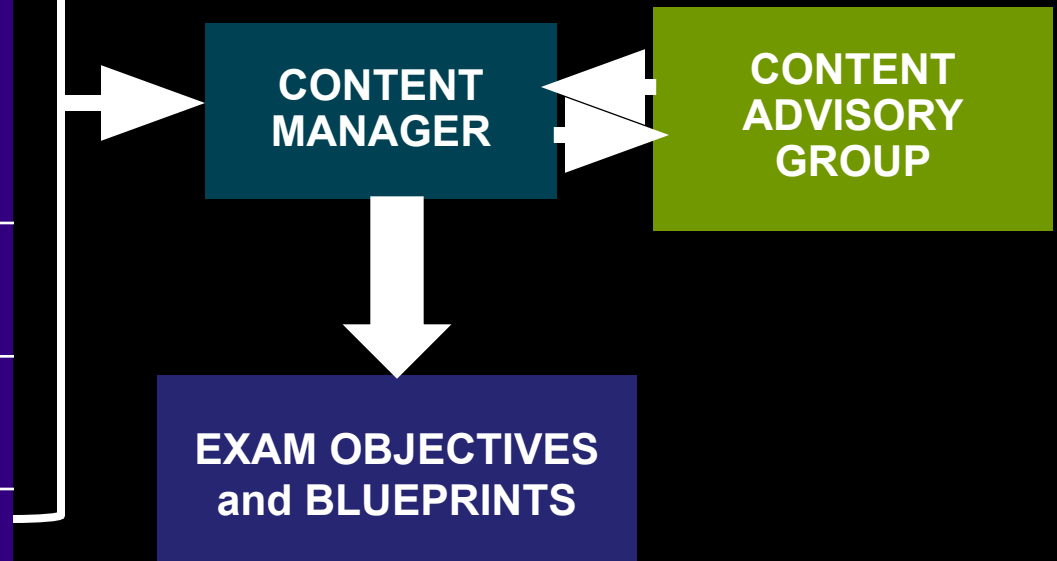 CONTENT
MANAGER
CONTENT
ADVISORY
GROUP
EXAM OBJECTIVES
and BLUEPRINTS